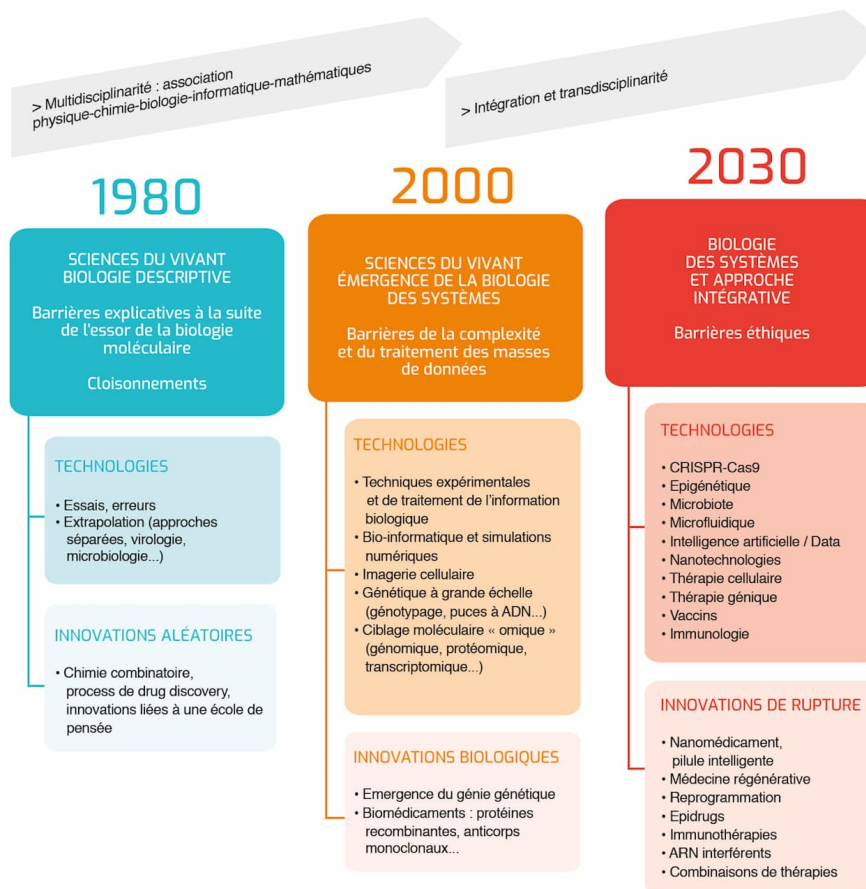 > Multidisciplinarité : association
physique-chimie-biologie-informatique-mathématiques
> Intégration et transdisciplinarité
1980
SCIENCES DU VIVANT
BIOLOGIE DESCRIPTIVE
Barrières explicatives à la suite
de l'essor de la biologie
moléculaire
Cloisonnements
TECHNOLOGIES
• Essais, erreurs
• Extrapolation (approches
séparées, virologie,
microbiologie...)
INNOVATIONS ALÉATOIRES
• Chimie combinatoire,
process de drug discovery,
innovations liées à une école de
pensée
2000
SCIENCES DU VIVANT
ÉMERGENCE DE LA BIOLOGIE
DES SYSTÈMES
Barrières de la complexité
et du traitement des masses
de données
TECHNOLOGIES
• Techniques expérimentales
et de traitement de l'information
biologique
• Bio-informatique et simulations
numériques
• Imagerie cellulaire
• Génétique à grande échelle
(génotypage, puces à ADN...)
• Ciblage moléculaire « omique »
(génomique, protéomique,
transcriptomique...)
INNOVATIONS BIOLOGIQUES
• Emergence du génie génétique
• Biomédicaments : protéines
recombinantes, anticorps
monoclonaux...
2030
BIOLOGIE
DES SYSTÈMES
ET APPROCHE
INTÉGRATIVE
Barrières éthiques
TECHNOLOGIES
• CRISPR-Cas9
• Epigénétique
• Microbiote
• Microfluidique
• Intelligence artificielle / Data
• Nanotechnologies
• Thérapie cellulaire
• Thérapie génique
• Vaccins
• Immunologie
INNOVATIONS DE RUPTURE
• Nanomédicament,
pilule intelligente
• Médecine régénérative
• Reprogrammation
• Epidrugs
• Immunothérapies
• ARN interférents
• Combinaisons de thérapies